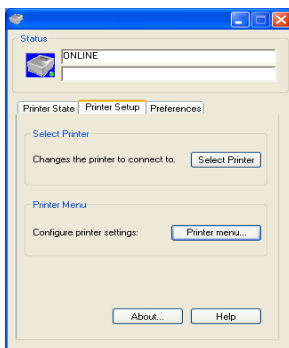 Status
ONLINE
Printer State Printer Setup Preferences
Select Printer
Changes the printer to connect to. Select Printer
Printer Menu
Configure printer settings: Printer menu...
About... Help